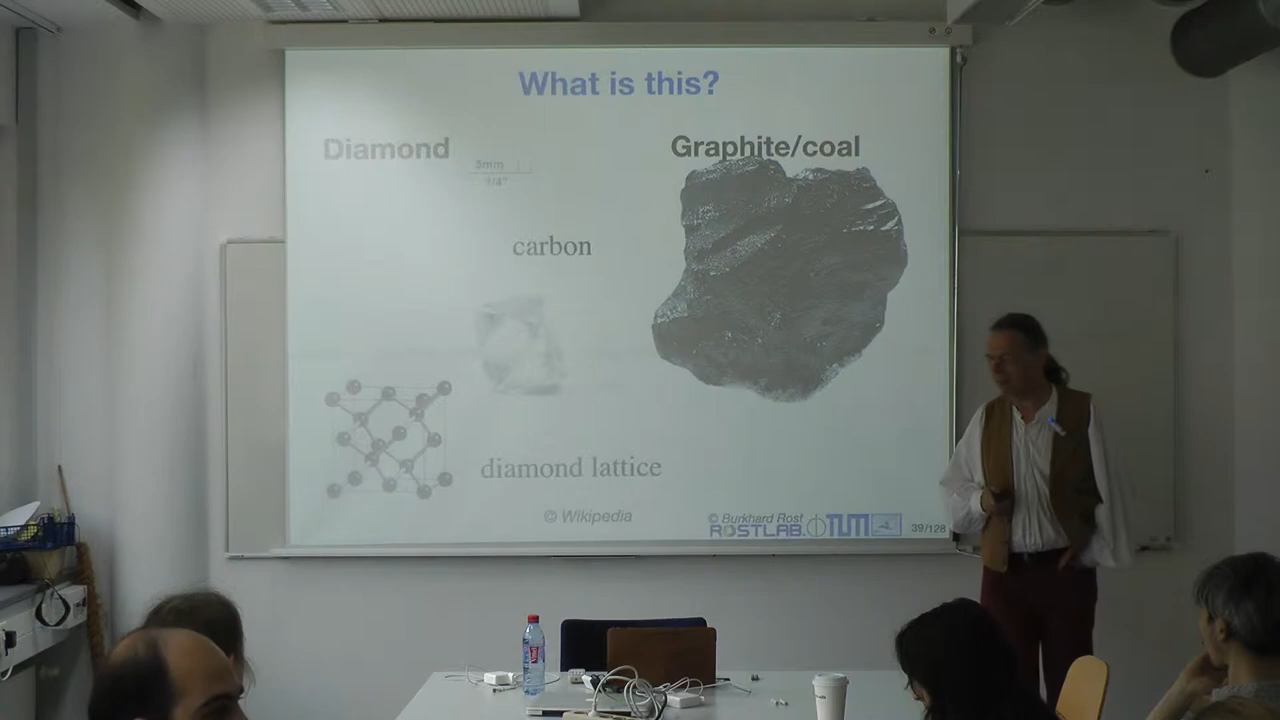 What is this?
Diamond
Graphite/coal
5mm
1/4"
carbon
diamond lattice
© Wikipedia
© Burkhard Rost
ROSTLAB TUM
39/128